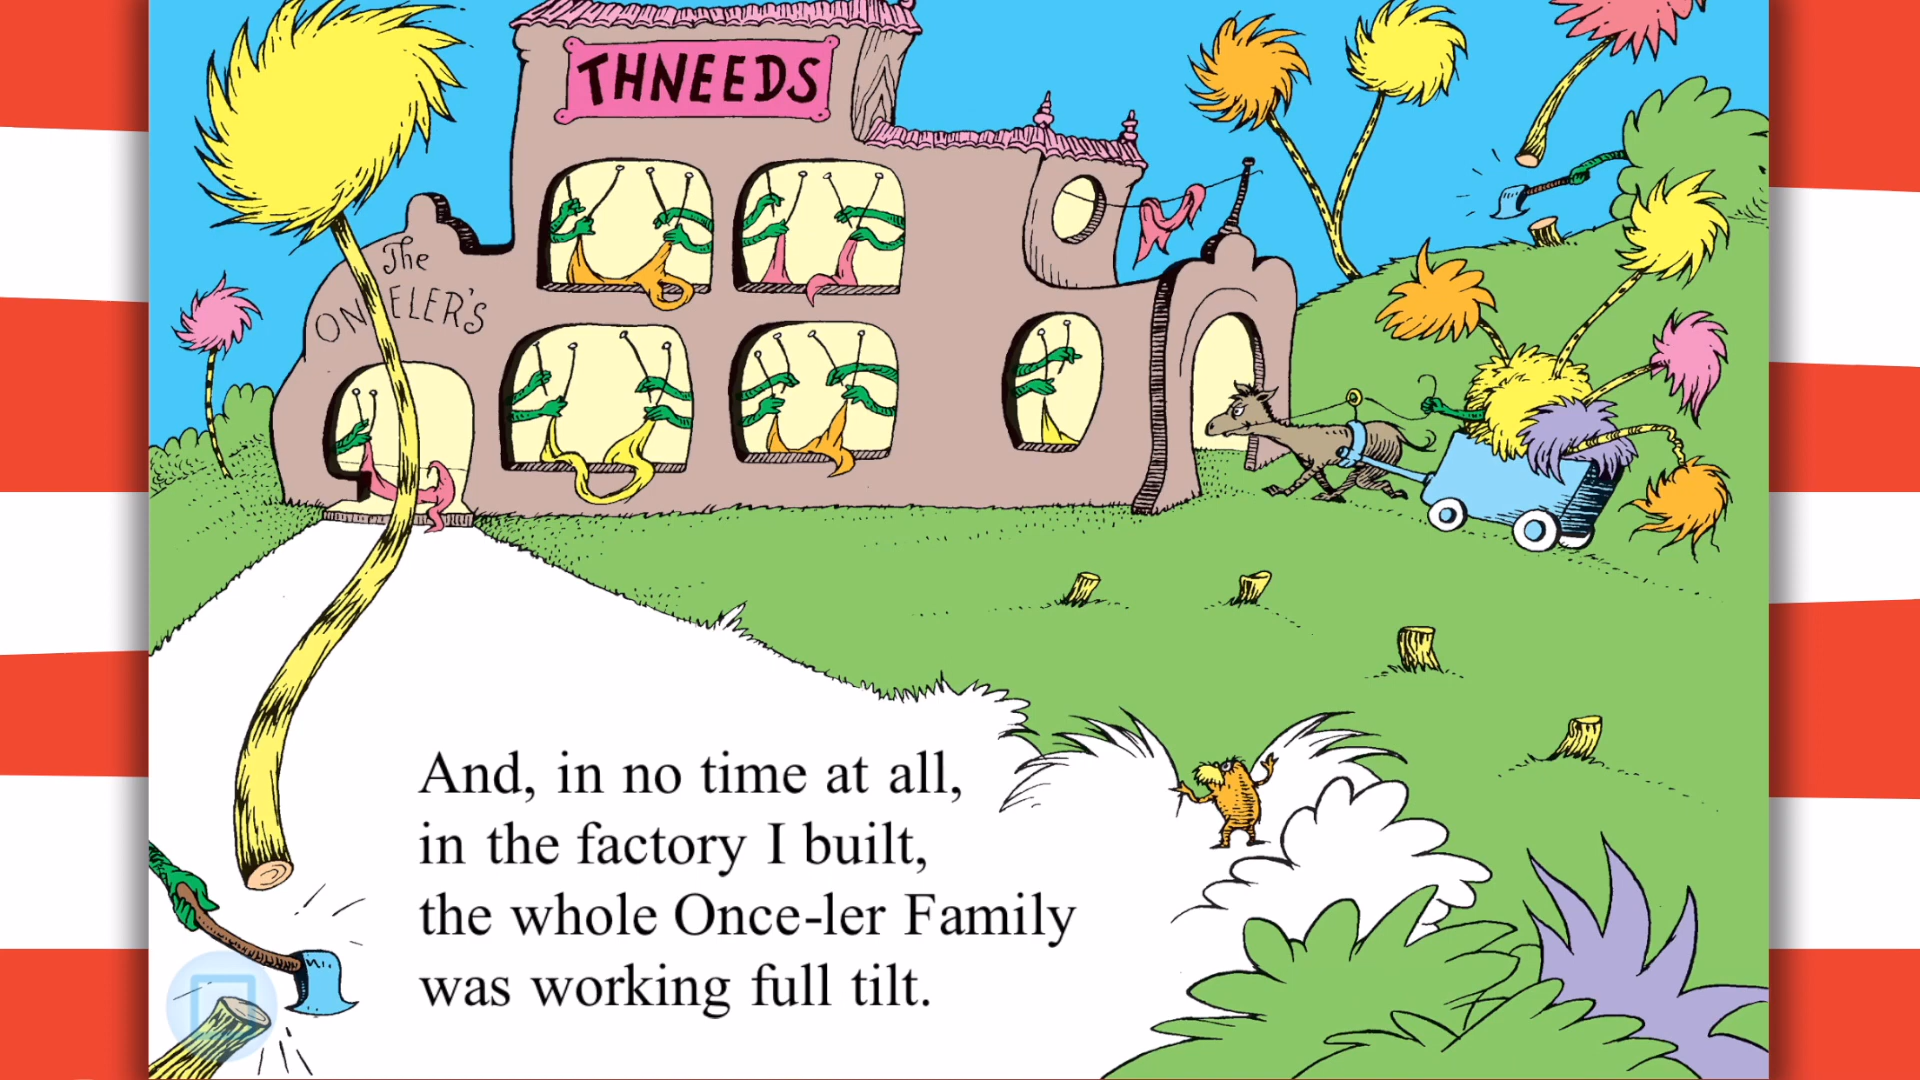 THNEEDS
The
ON ELER'S
And, in no time at all,
in the factory I built,
the whole Once-ler Family
was working full tilt.